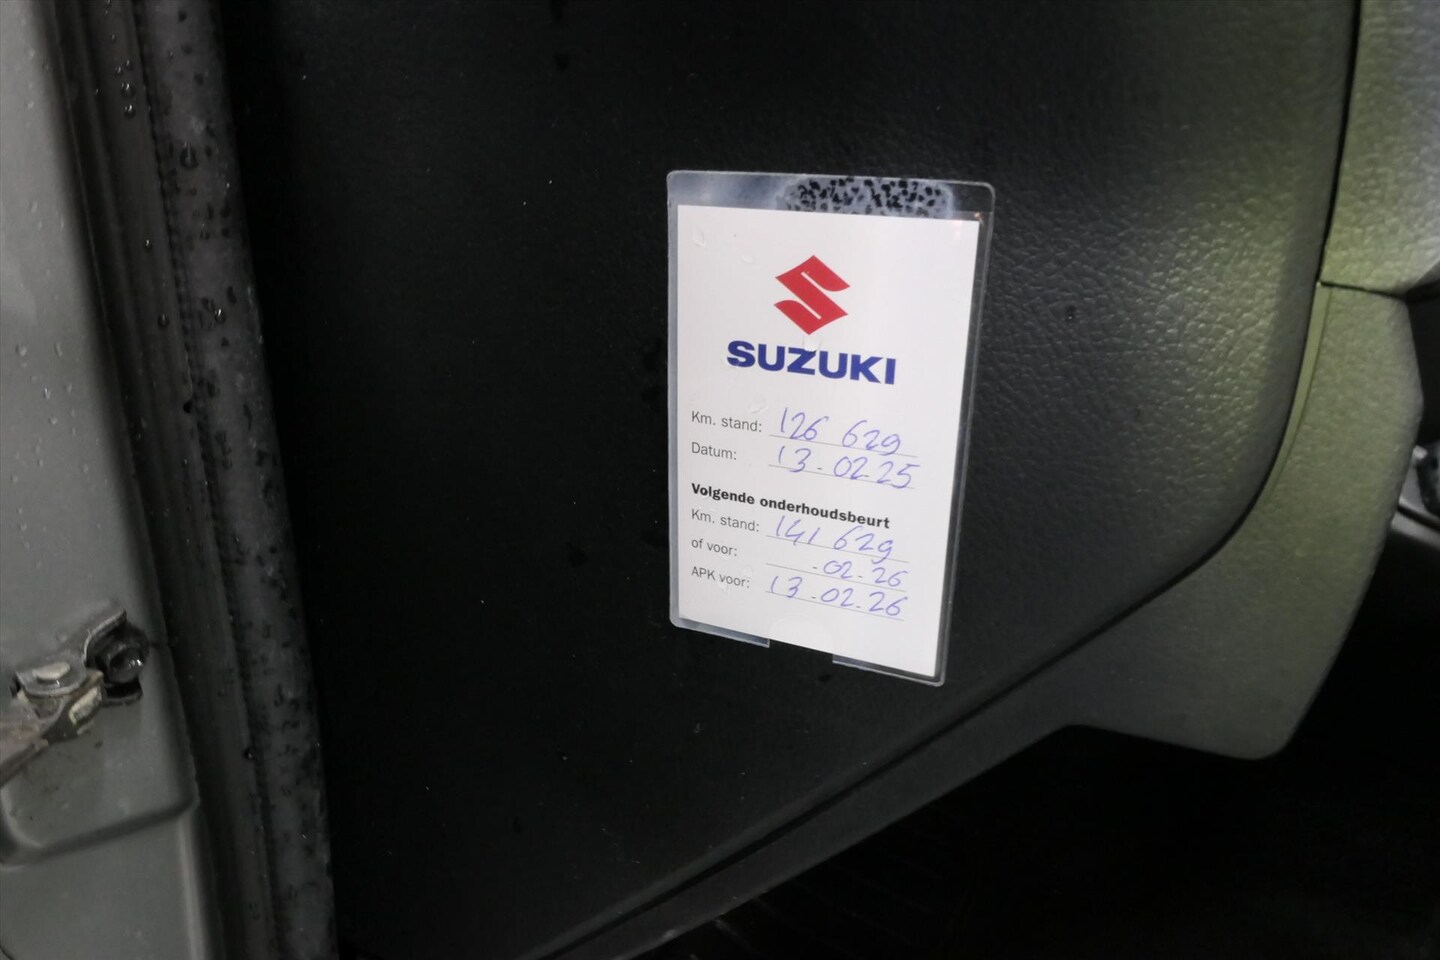 SUZUKI
Km. stand: 126 629
Datum: 13-02-25
Volgende onderhoudsbeurt
Km. stand: 141 629
of voor: -02-26
APK voor: 13-02-26